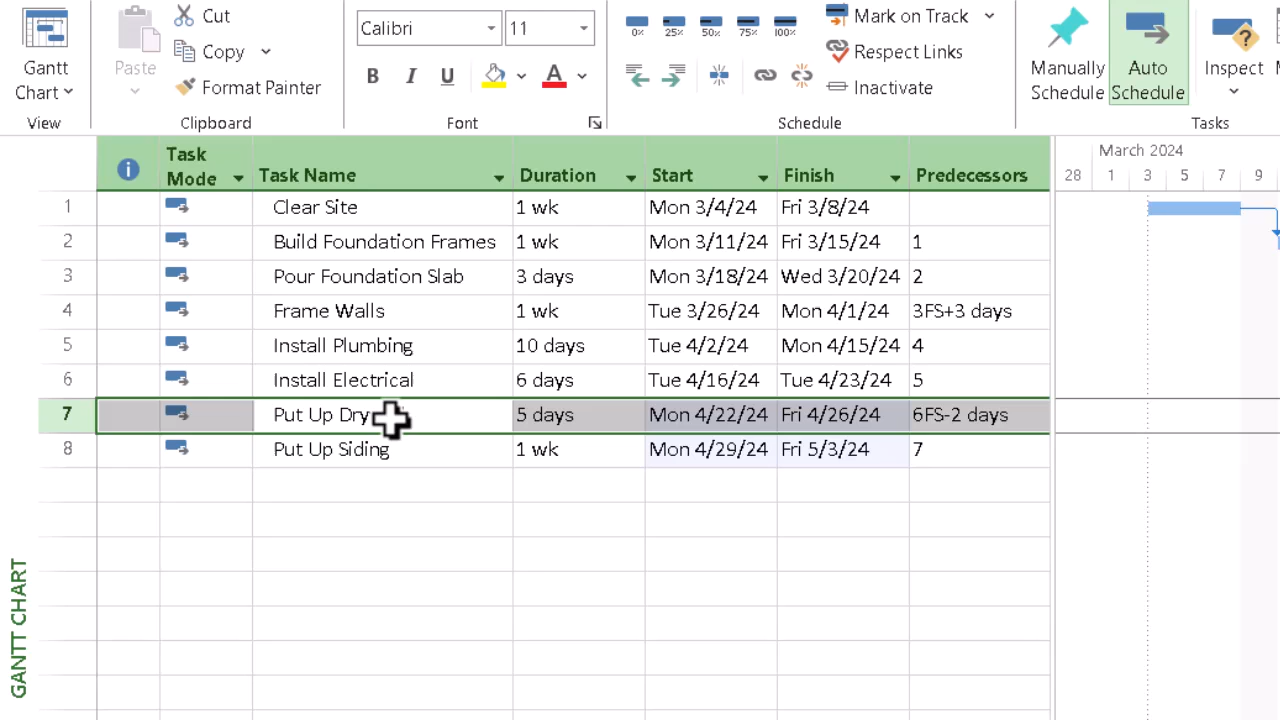 Gantt Chart
View
Paste
Cut
Copy
Format Painter
Clipboard
Calibri 11
B I U A
Font
0% 25% 50% 75% 100%
Mark on Track
Respect Links
Inactivate
Schedule
Manually Schedule
Auto Schedule
Inspect
Tasks
Task Mode Task Name Duration Start Finish Predecessors
1 Clear Site 1 wk Mon 3/4/24 Fri 3/8/24
2 Build Foundation Frames 1 wk Mon 3/11/24 Fri 3/15/24 1
3 Pour Foundation Slab 3 days Mon 3/18/24 Wed 3/20/24 2
4 Frame Walls 1 wk Tue 3/26/24 Mon 4/1/24 3FS+3 days
5 Install Plumbing 10 days Tue 4/2/24 Mon 4/15/24 4
6 Install Electrical 6 days Tue 4/16/24 Tue 4/23/24 5
7 Put Up Dry 5 days Mon 4/22/24 Fri 4/26/24 6FS-2 days
8 Put Up Siding 1 wk Mon 4/29/24 Fri 5/3/24 7
March 2024
28 1 3 5 7 9
GANTT CHART